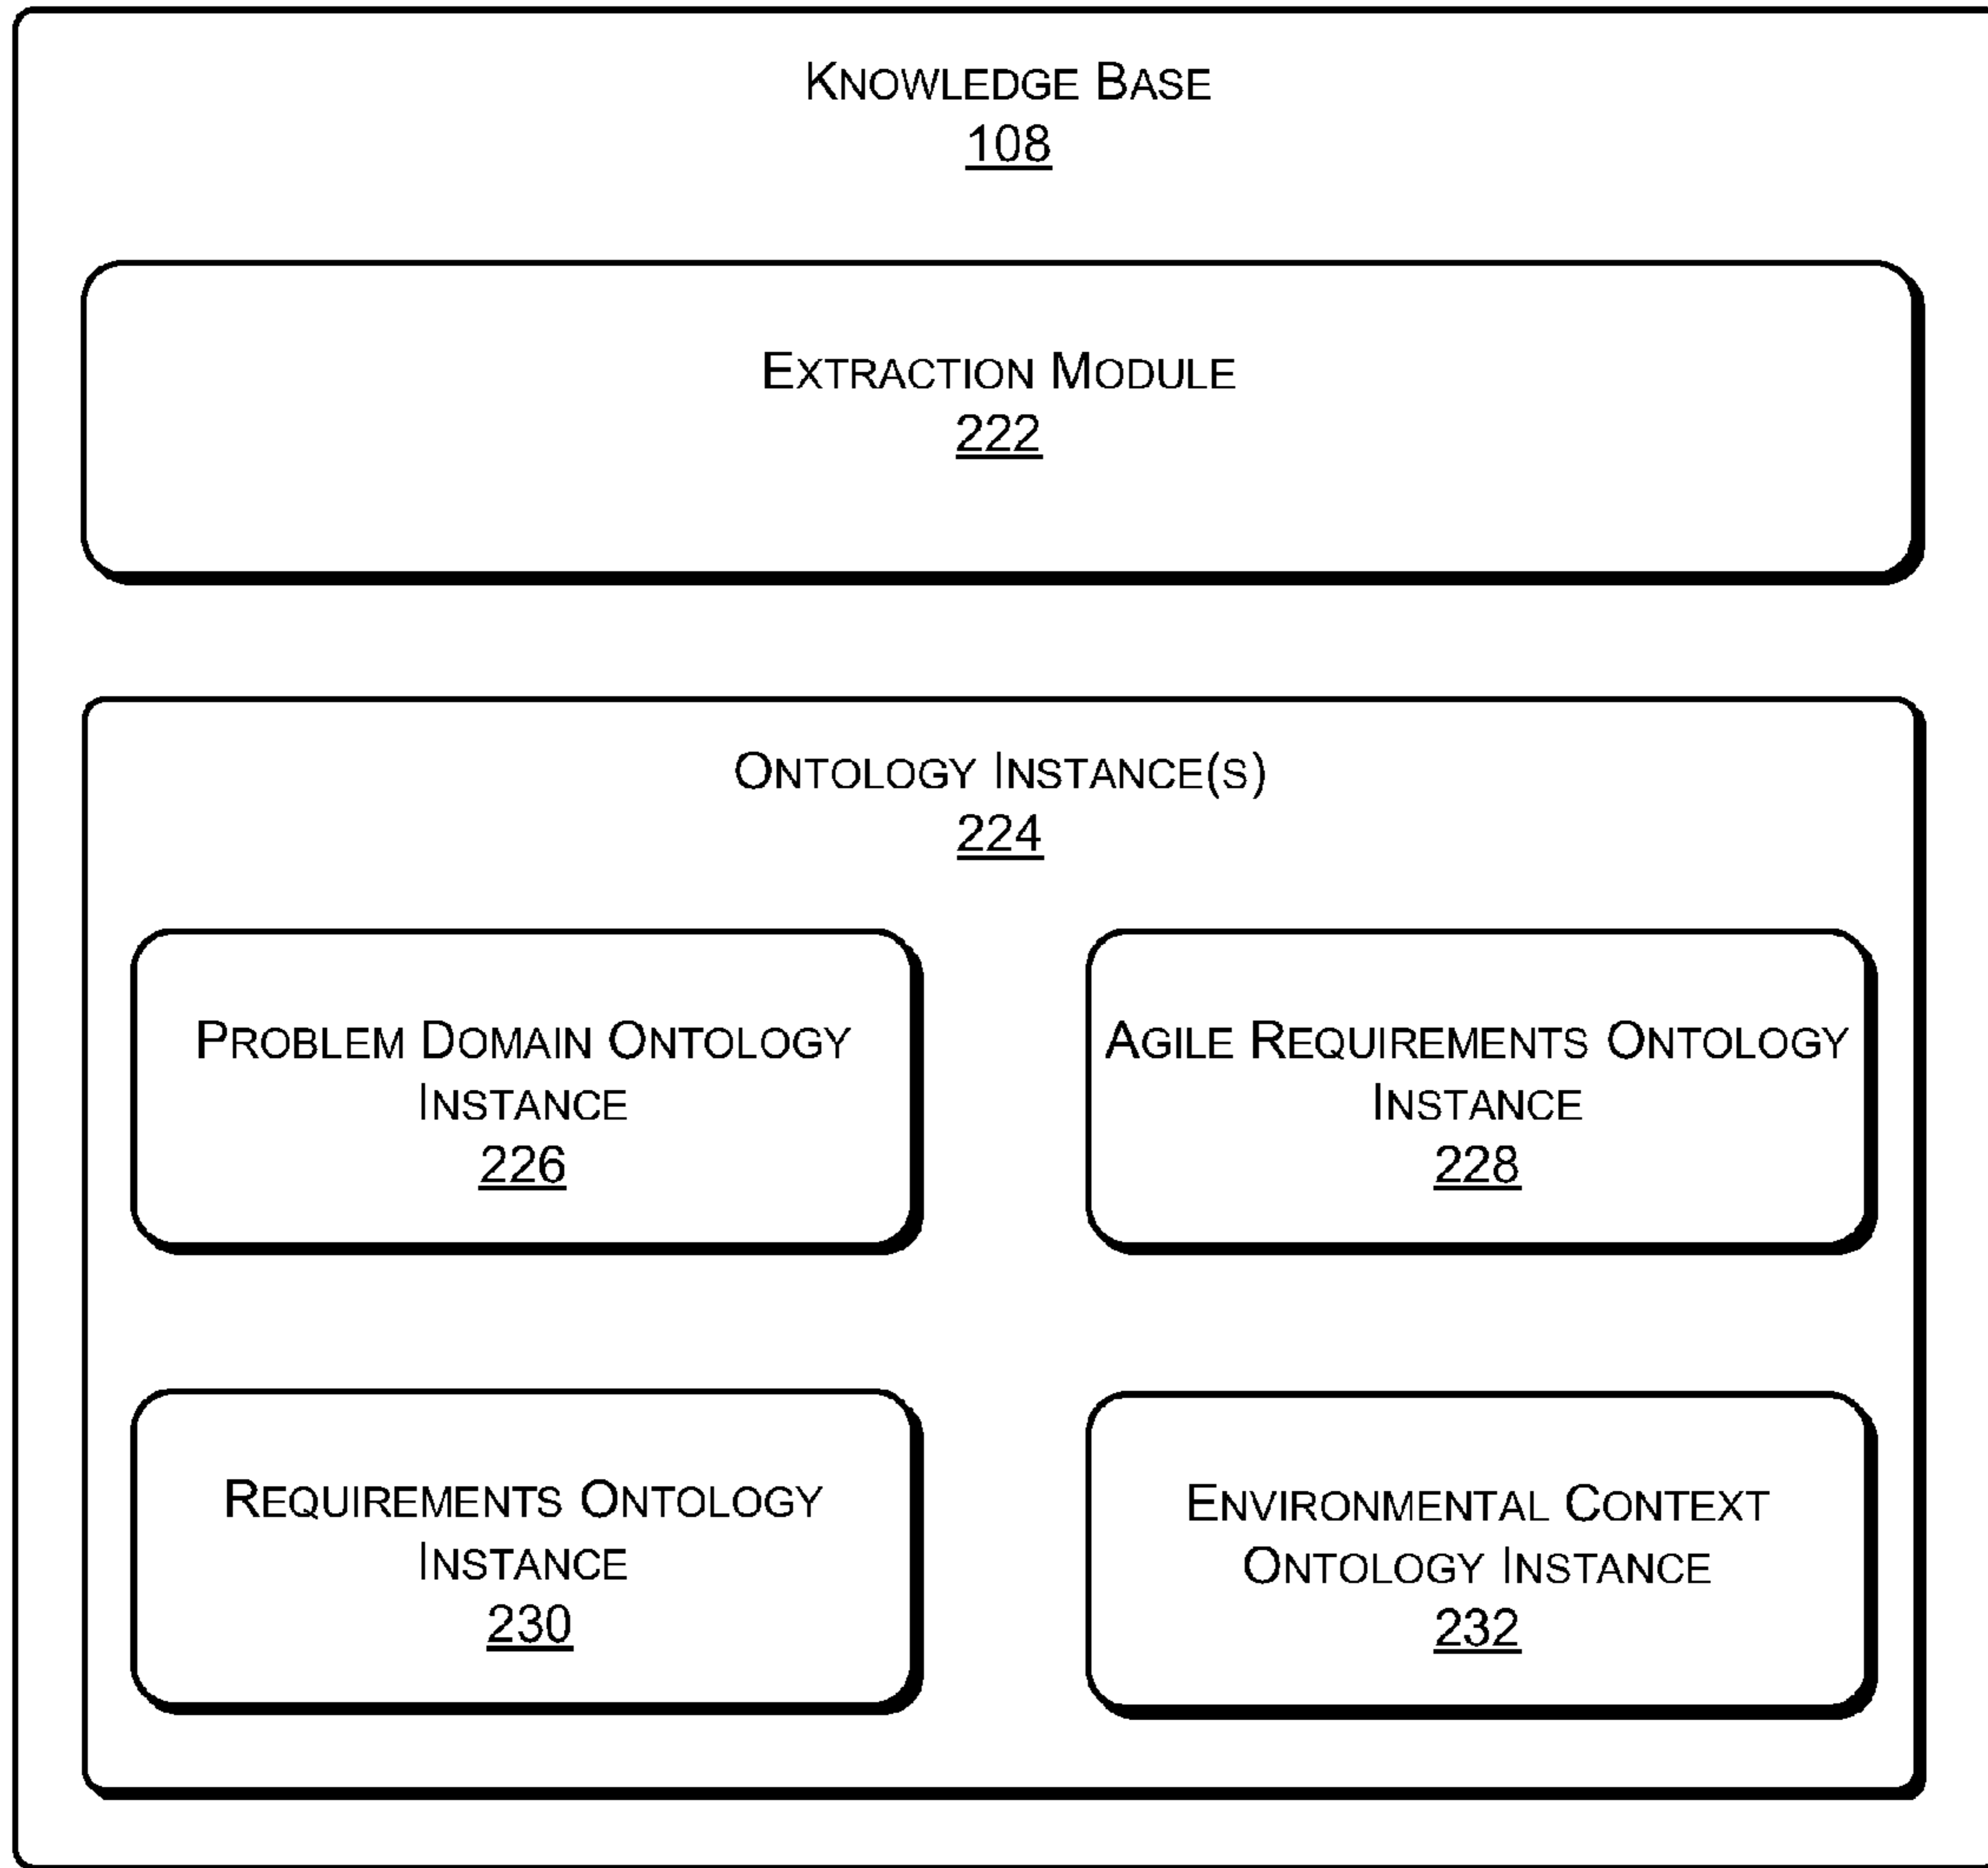 KNOWLEDGE BASE
108
EXTRACTION MODULE
222
ONTOLOGY INSTANCE(S)
224
PROBLEM DOMAIN ONTOLOGY
INSTANCE
226
AGILE REQUIREMENTS ONTOLOGY
INSTANCE
228
REQUIREMENTS ONTOLOGY
INSTANCE
230
ENVIRONMENTAL CONTEXT
ONTOLOGY INSTANCE
232